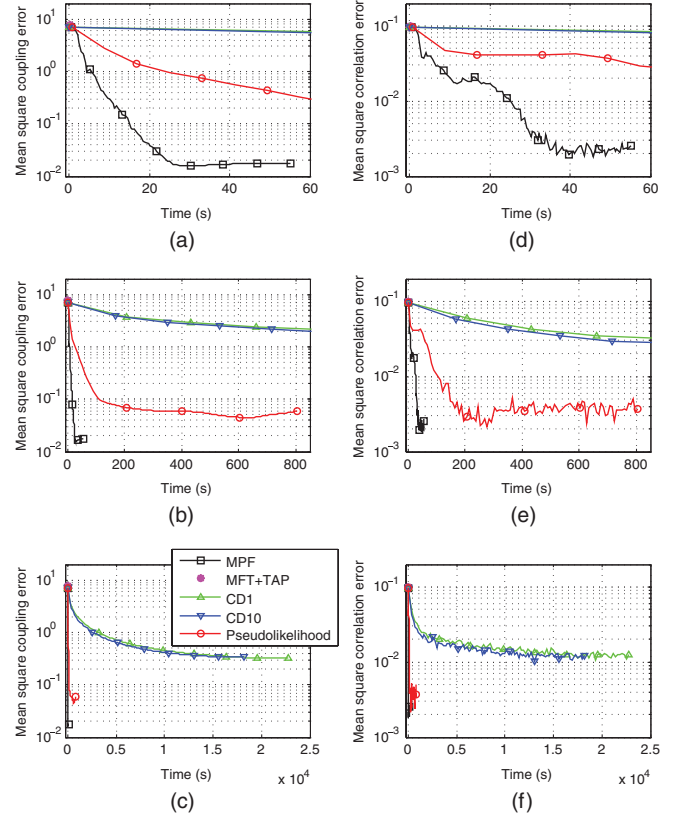 Mean square coupling error
10^1
10^0
10^-1
10^-2
0 20 40 60
Time (s)
(a)
Mean square correlation error
10^-1
10^-2
10^-3
0 20 40 60
Time (s)
(d)
Mean square coupling error
10^1
10^0
10^-1
10^-2
0 200 400 600 800
Time (s)
(b)
Mean square correlation error
10^-1
10^-2
10^-3
0 200 400 600 800
Time (s)
(e)
Mean square coupling error
10^1
10^0
10^-1
10^-2
0 0.5 1 1.5 2 2.5
Time (s)
x 10^4
(c)
MPF
MFT+TAP
CD1
CD10
Pseudolikelihood
Mean square correlation error
10^-1
10^-2
10^-3
0 0.5 1 1.5 2 2.5
Time (s)
x 10^4
(f)